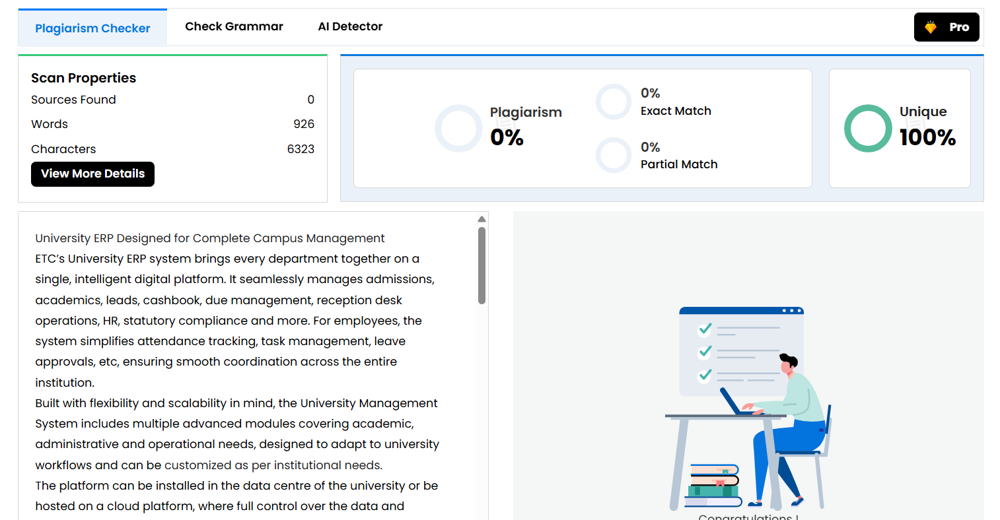 Plagiarism Checker
Check Grammar
AI Detector
Pro
Scan Properties
Sources Found 0
Words 926
Characters 6323
View More Details
Plagiarism
0%
0%
Exact Match
0%
Partial Match
Unique
100%
University ERP Designed for Complete Campus Management
ETC’s University ERP system brings every department together on a
single, intelligent digital platform. It seamlessly manages admissions,
academics, leads, cashbook, due management, reception desk
operations, HR, statutory compliance and more. For employees, the
system simplifies attendance tracking, task management, leave
approvals, etc, ensuring smooth coordination across the entire
institution.
Built with flexibility and scalability in mind, the University Management
System includes multiple advanced modules covering academic,
administrative and operational needs, designed to adapt to university
workflows and can be customized as per institutional needs.
The platform can be installed in the data centre of the university or be
hosted on a cloud platform, where full control over the data and
Congratulations !